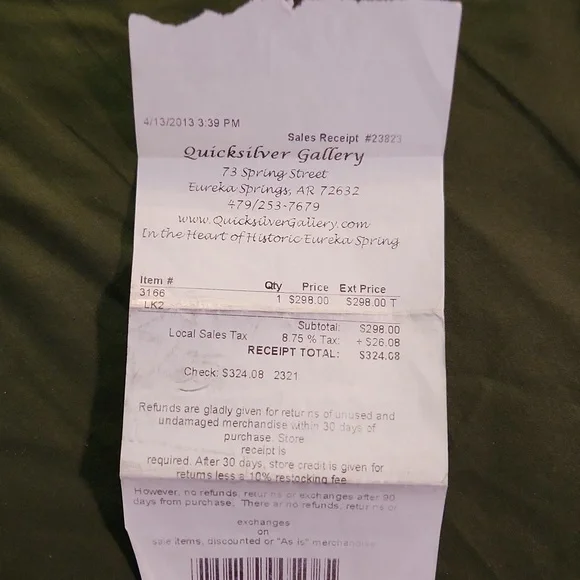 4/13/2013 3:39 PM
Sales Receipt #23823
Quicksilver Gallery
73 Spring Street
Eureka Springs, AR 72632
479/253-7679
www.QuicksilverGallery.com
In the Heart of Historic Eureka Spring
Item # Qty Price Ext Price
3166 1 $298.00 $298.00 T
LK2
Subtotal: $298.00
Local Sales Tax 8.75 % Tax: + $26.08
RECEIPT TOTAL: $324.08
Check: $324.08 2321
Refunds are gladly given for returns of unused and
undamaged merchandise within 30 days of
purchase. Store
receipt is
required. After 30 days, store credit is given for
returns less a 10% restocking fee
However, no refunds, returns or exchanges after 90
days from purchase. There ar no refunds, returns or
exchanges
on
sale items, discounted or "As is" merchandise